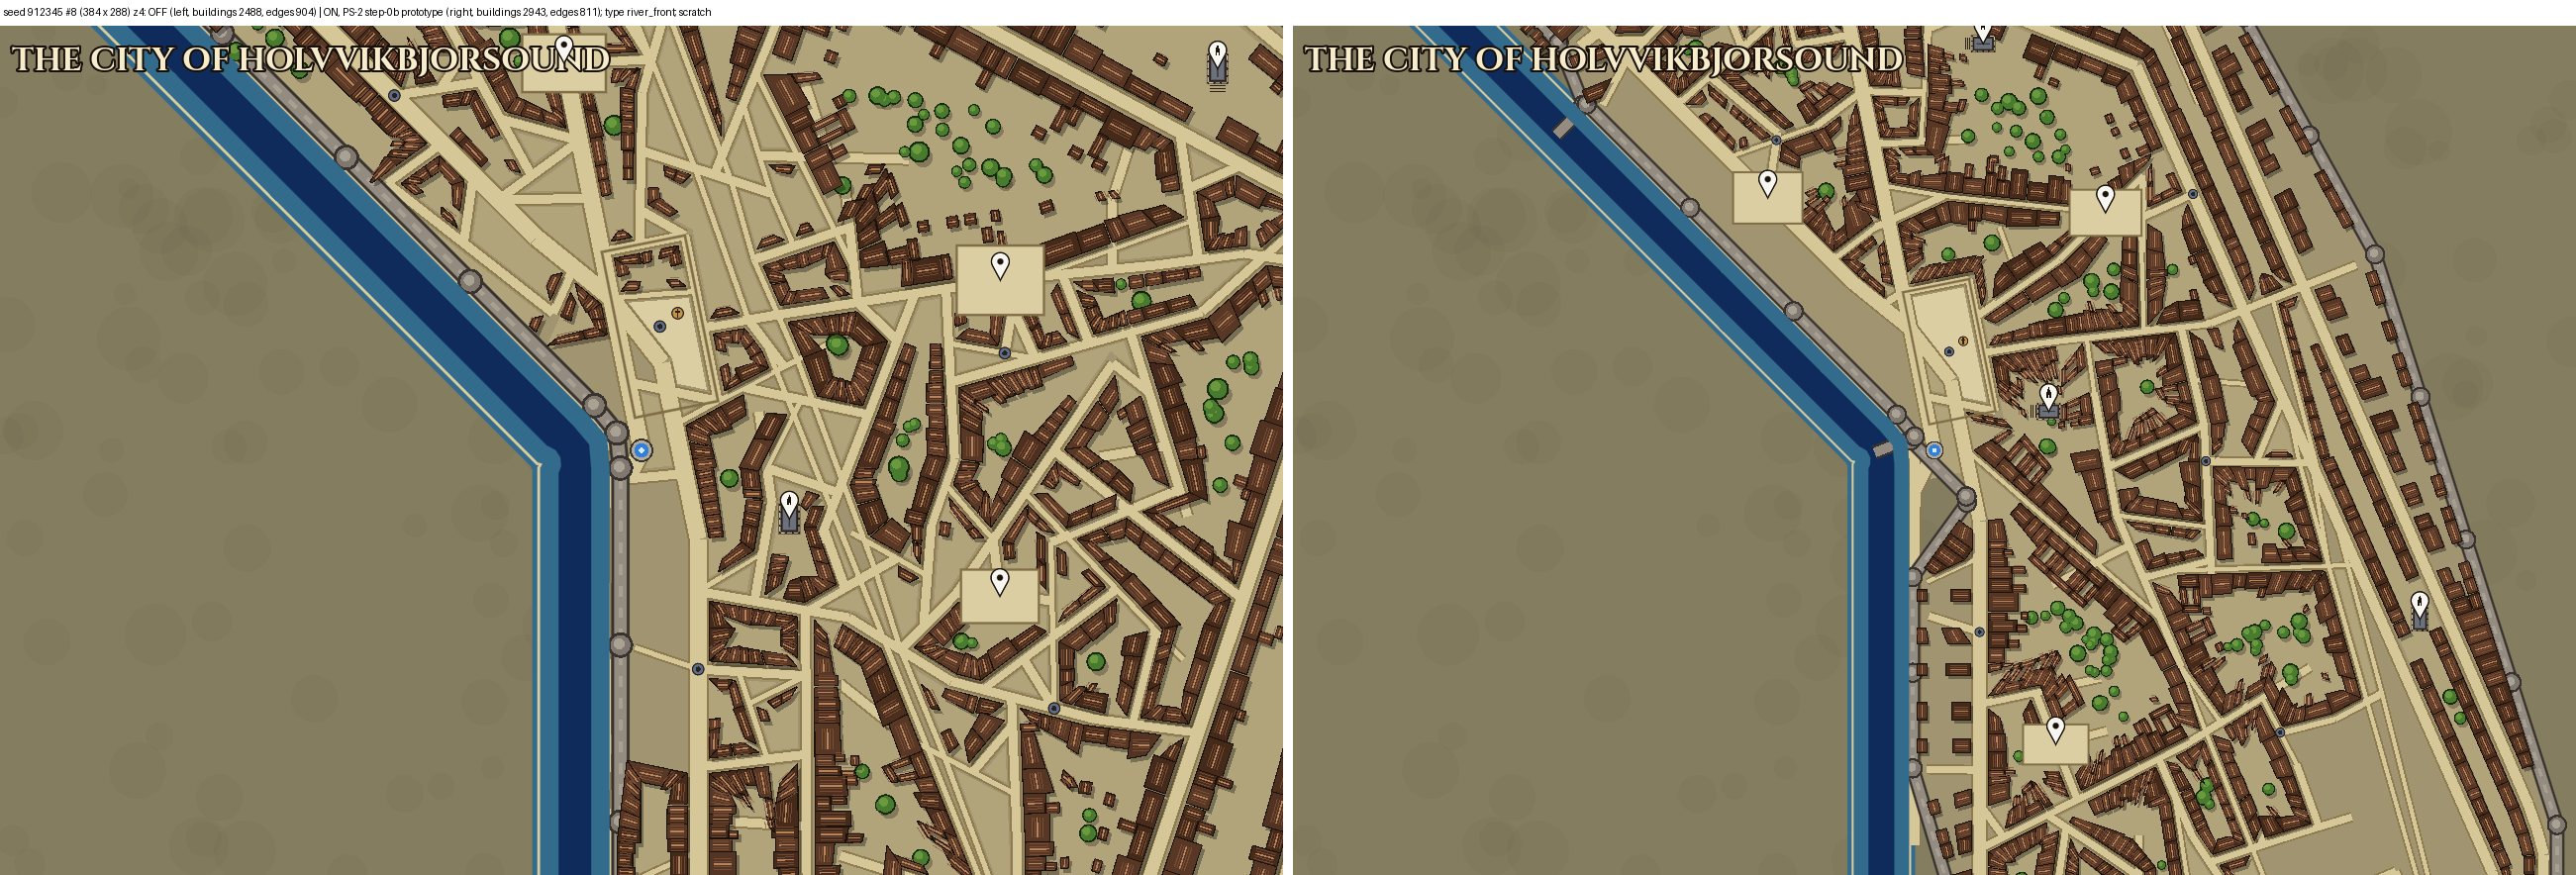 seed 912345 #8 (384 x 288) z4: OFF (left, buildings 2488, edges 904) | ON, PS-2 step-0b prototype (right, buildings 2943, edges 811); type river_front; scratch
THE CITY OF HOLVVIKBJORSOUND
THE CITY OF HOLVVIKBJORSOUND